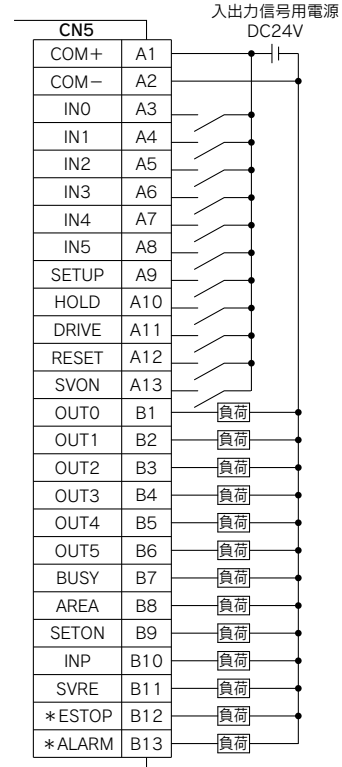 入出力信号用電源
DC24V
CN5
COM+ A1
COM− A2
IN0 A3
IN1 A4
IN2 A5
IN3 A6
IN4 A7
IN5 A8
SETUP A9
HOLD A10
DRIVE A11
RESET A12
SVON A13
OUT0 B1 負荷
OUT1 B2 負荷
OUT2 B3 負荷
OUT3 B4 負荷
OUT4 B5 負荷
OUT5 B6 負荷
BUSY B7 負荷
AREA B8 負荷
SETON B9 負荷
INP B10 負荷
SVRE B11 負荷
＊ESTOP B12 負荷
＊ALARM B13 負荷